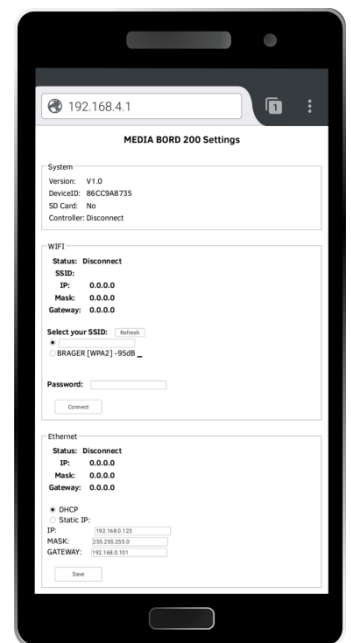 192.168.4.1
1
MEDIA BORD 200 Settings
System
Version: V1.0
DeviceID: 86CC9A8735
SD Card: No
Controller: Disconnect
WIFI
Status: Disconnect
SSID:
IP: 0.0.0.0
Mask: 0.0.0.0
Gateway: 0.0.0.0
Select your SSID: Refresh
BRAGER [WPA2] -95dB _
Password:
Connect
Ethernet
Status: Disconnect
IP: 0.0.0.0
Mask: 0.0.0.0
Gateway: 0.0.0.0
DHCP
Static IP:
IP: 192.168.0.123
MASK: 255.255.255.0
GATEWAY: 192.168.0.101
Save